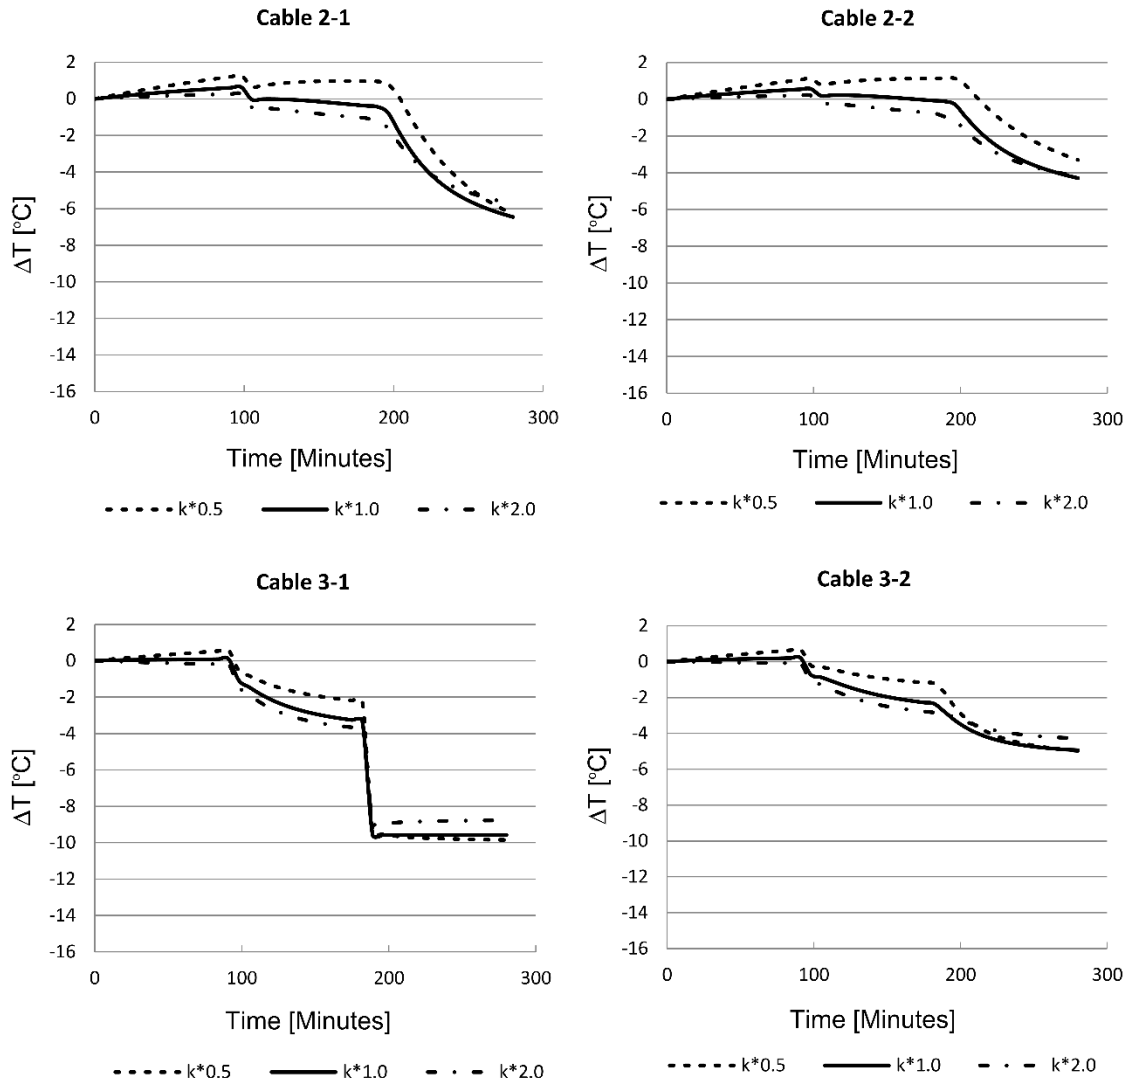 Cable 2-1
2
0
-2
-4
-6
-8
-10
-12
-14
-16
ΔT [°C]
0 100 200 300
Time [Minutes]
k*0.5 k*1.0 k*2.0
Cable 2-2
2
0
-2
-4
-6
-8
-10
-12
-14
-16
ΔT [°C]
0 100 200 300
Time [Minutes]
k*0.5 k*1.0 k*2.0
Cable 3-1
2
0
-2
-4
-6
-8
-10
-12
-14
-16
ΔT [°C]
0 100 200 300
Time [Minutes]
k*0.5 k*1.0 k*2.0
Cable 3-2
2
0
-2
-4
-6
-8
-10
-12
-14
-16
ΔT [°C]
0 100 200 300
Time [Minutes]
k*0.5 k*1.0 k*2.0